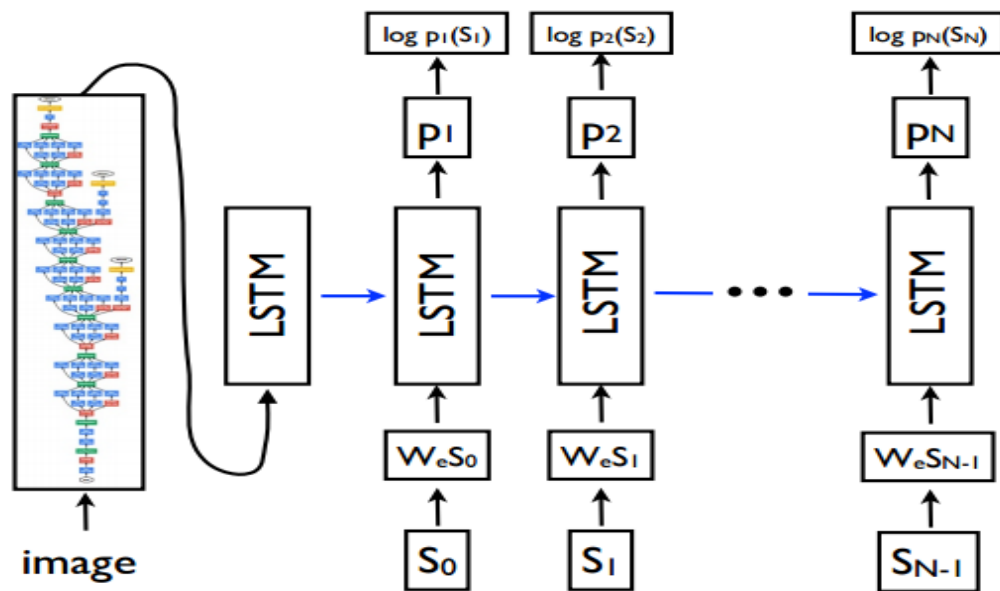 log p₁(S₁) log p₂(S₂) log pN(SN)
p₁ p₂ pN
LSTM LSTM LSTM ••• LSTM
WeS₀ WeS₁ WeSN-1
image S₀ S₁ SN-1